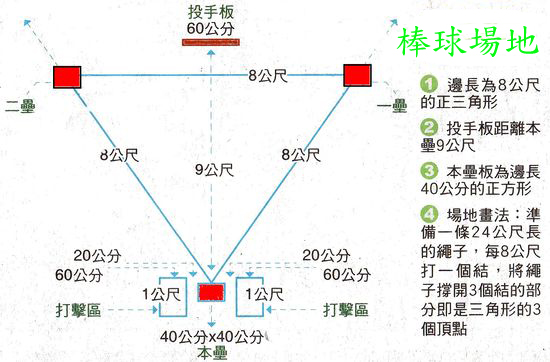 投手板
60公分
棒球場地
8公尺
二壘
一壘
8公尺
9公尺
8公尺
20公分
60公分
20公分
60公分
1公尺
1公尺
打擊區
打擊區
40公分x40公分
本壘
1 邊長為8公尺
的正三角形
2 投手板距離本
壘9公尺
3 本壘板為邊長
40公分的正方形
4 場地畫法：準
備一條24公尺長
的繩子，每8公尺
打一個結，將繩
子撐開3個結的部
分即是三角形的3
個頂點